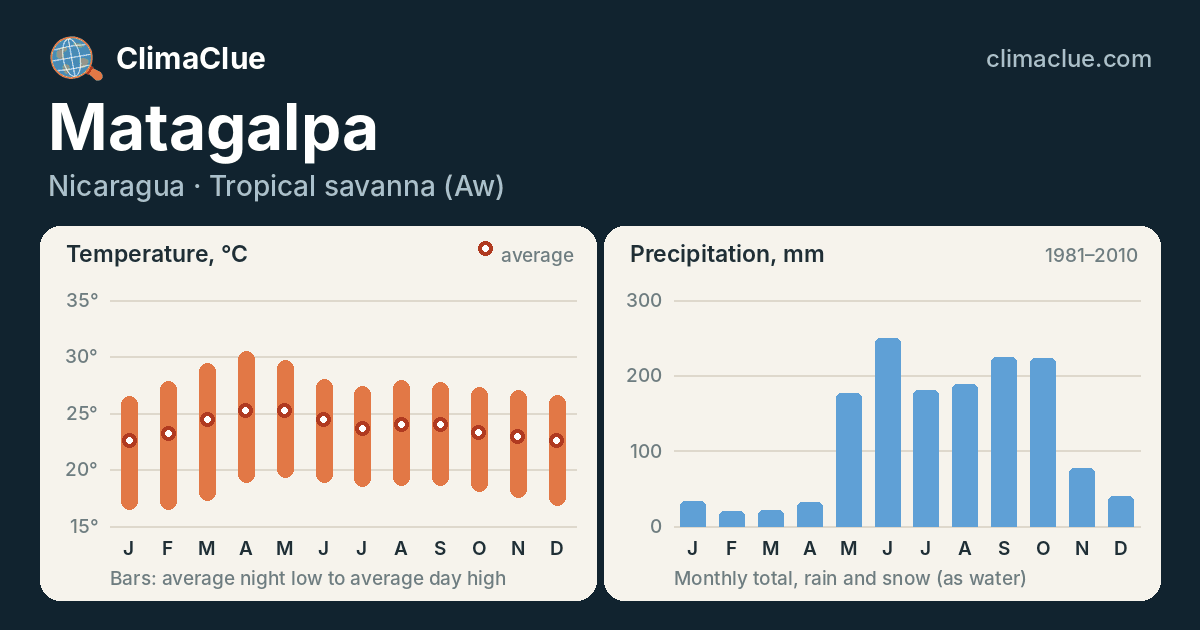 ClimaClue
climaclue.com
Matagalpa
Nicaragua · Tropical savanna (Aw)
Temperature, °C
average
35°
30°
25°
20°
15°
J F M A M J J A S O N D
Bars: average night low to average day high
Precipitation, mm
1981–2010
300
200
100
0
J F M A M J J A S O N D
Monthly total, rain and snow (as water)